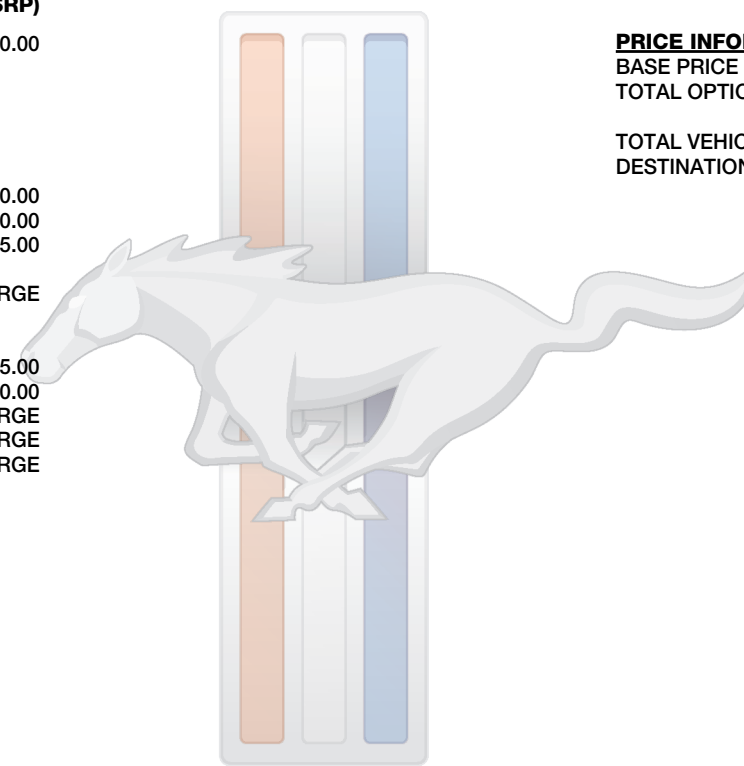 SRP)
0.00
0.00
0.00
5.00
RGE
5.00
0.00
RGE
RGE
RGE
PRICE INFO
BASE PRICE
TOTAL OPTIO
TOTAL VEHIC
DESTINATION